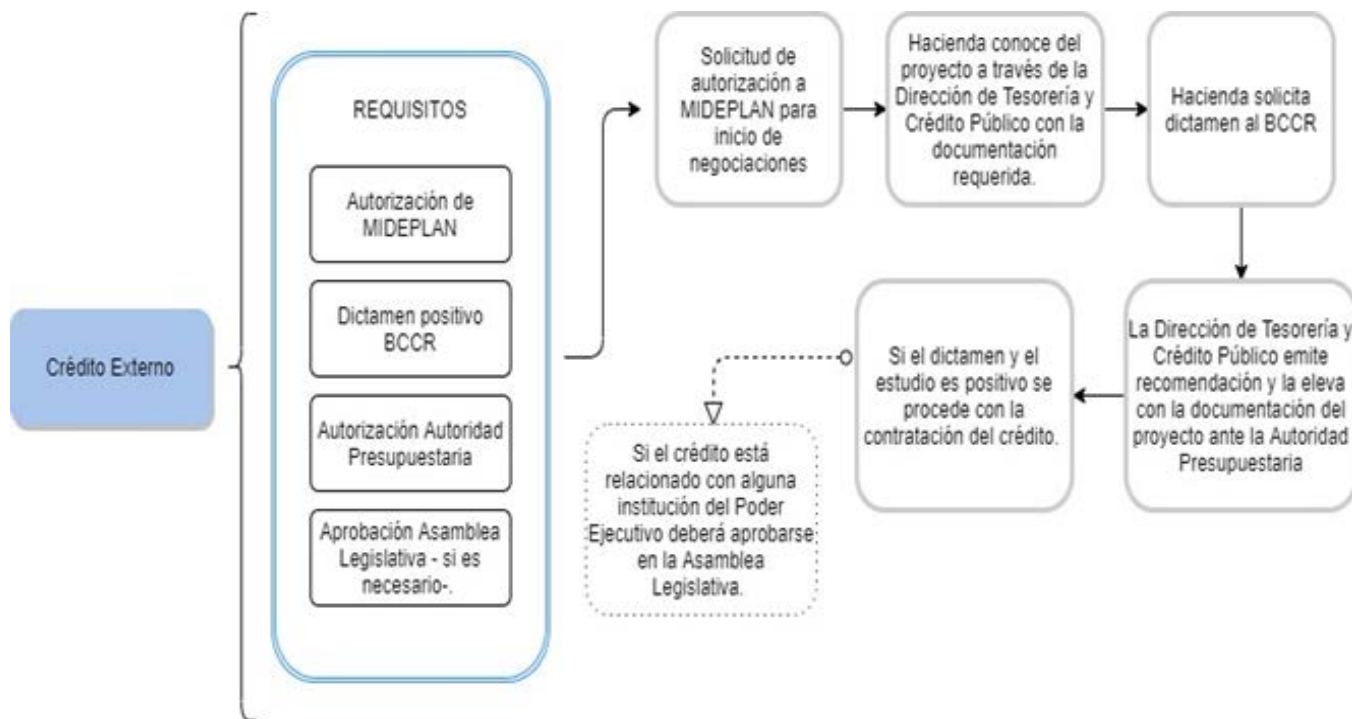 Crédito Externo
REQUISITOS
Autorización de
MIDEPLAN
Dictamen positivo
BCCR
Autorización Autoridad
Presupuestaria
Aprobación Asamblea
Legislativa - si es
necesario-.
Solicitud de
autorización a
MIDEPLAN para
inicio de
negociaciones
Hacienda conoce del
proyecto a través de la
Dirección de Tesorería y
Crédito Público con la
documentación
requerida.
Hacienda solicita
dictamen al BCCR
La Dirección de Tesorería y
Crédito Público emite
recomendación y la eleva
con la documentación del
proyecto ante la Autoridad
Presupuestaria
Si el dictamen y el
estudio es positivo se
procede con la
contratación del crédito.
Si el crédito está
relacionado con alguna
institución del Poder
Ejecutivo deberá aprobarse
en la Asamblea
Legislativa.